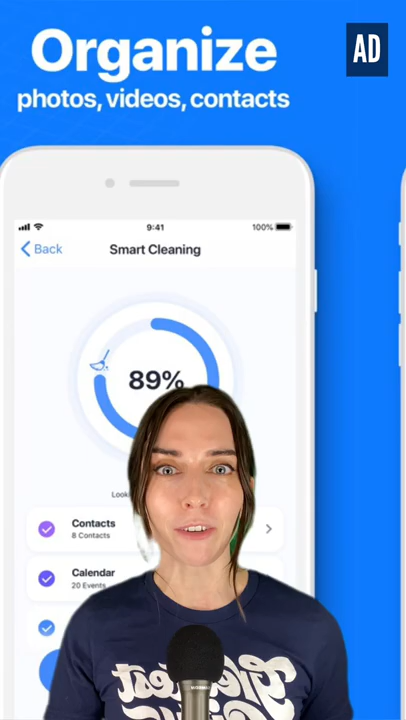 Organize
AD
photos, videos, contacts
9:41
100%
Back
Smart Cleaning
89%
Contacts
8 Contacts
Calendar
20 Events